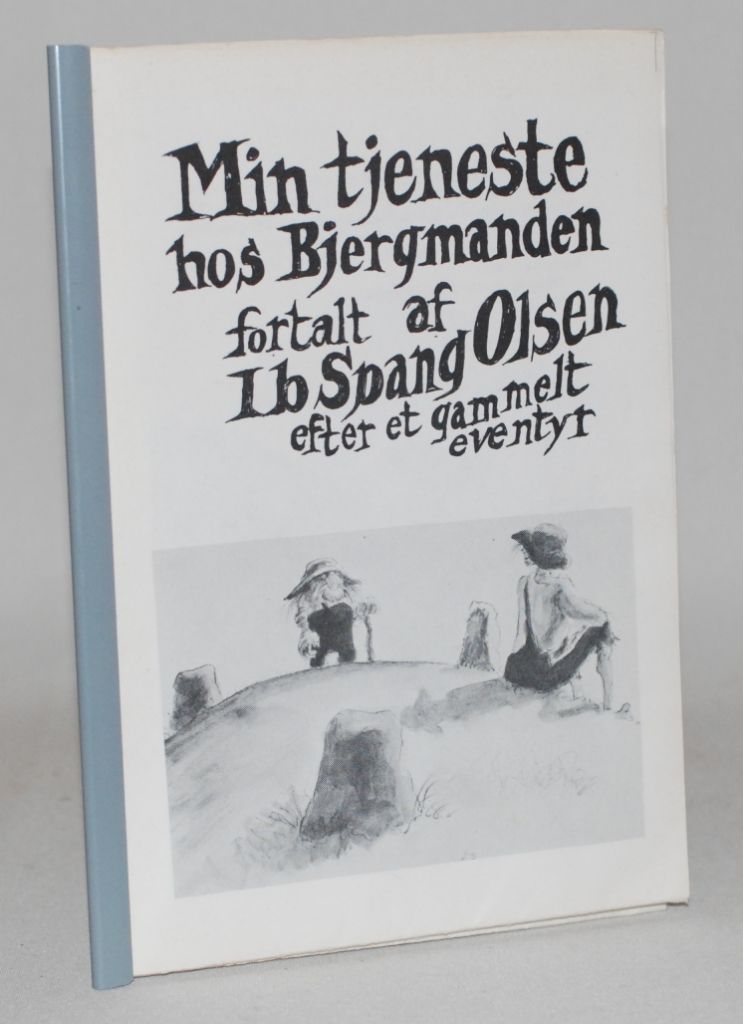 Min tjeneste
hos Bjergmanden
fortalt af
Ib Spang Olsen
efter et gammelt
eventyr